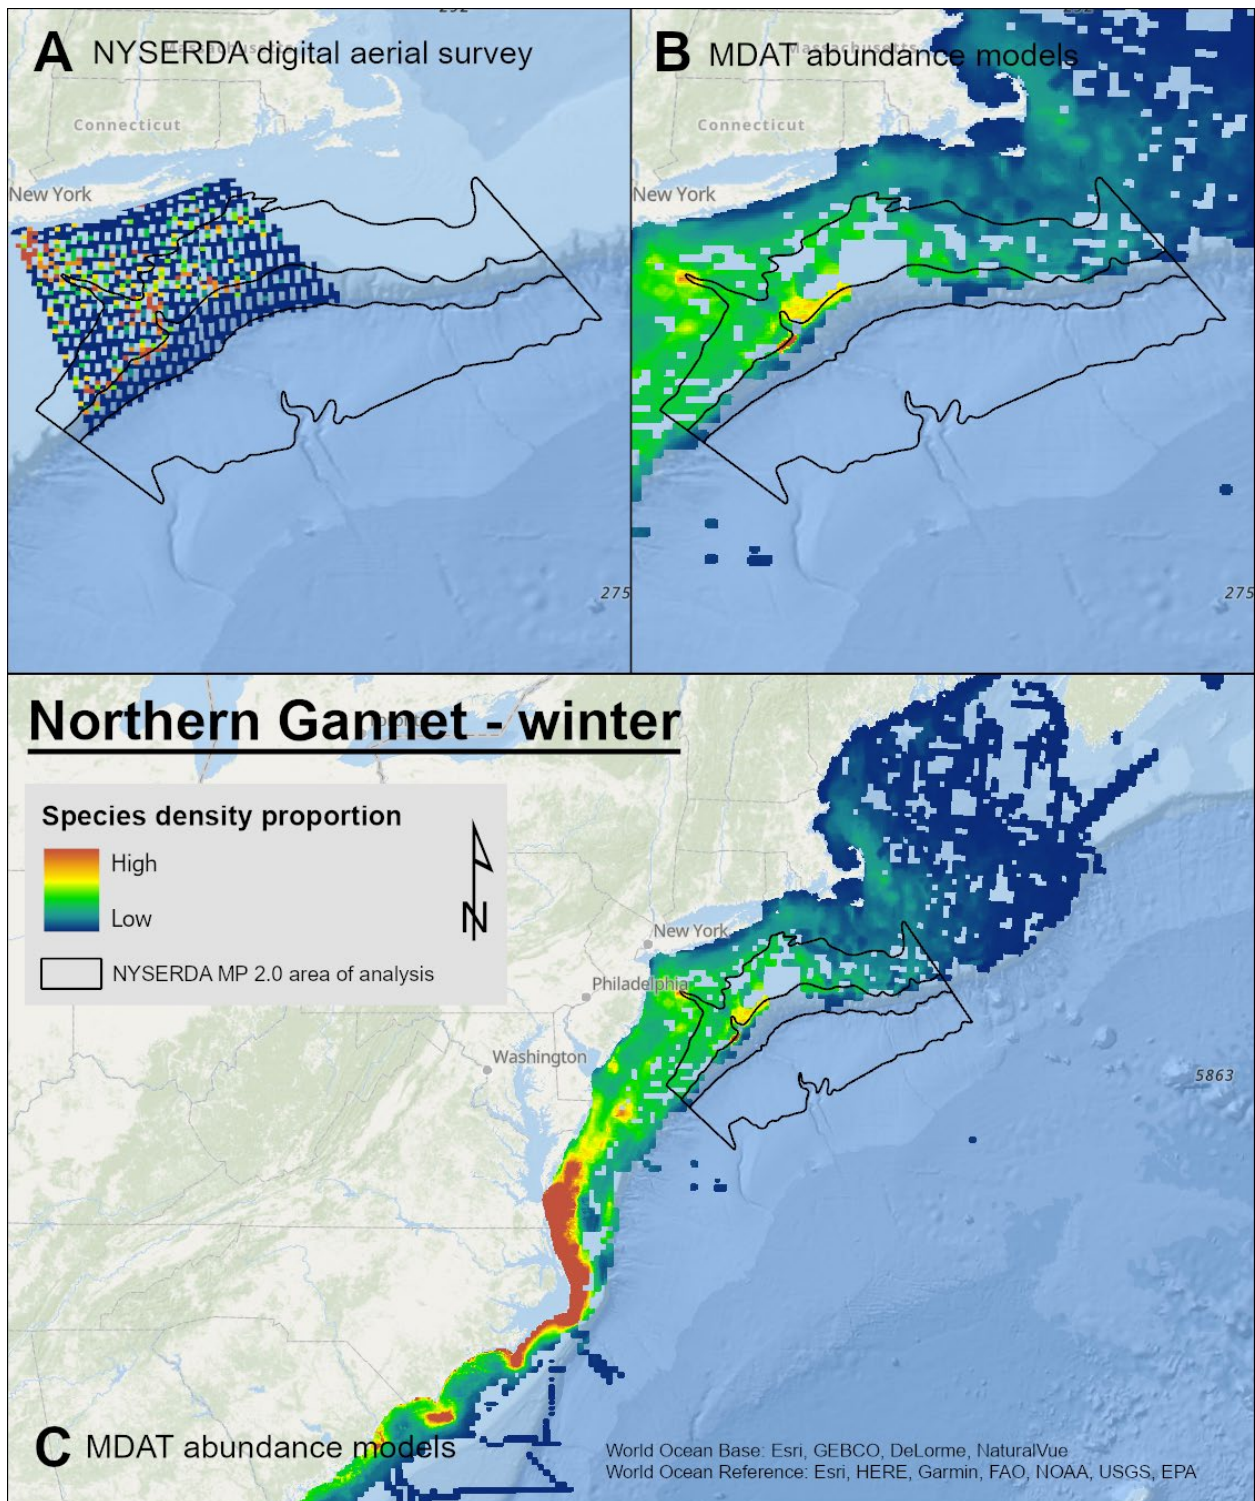 A NYSERDA digital aerial survey
Massachusetts
Connecticut
New York
275
B MDAT abundance models
Massachusetts
Connecticut
New York
275
Northern Gannet - winter
Species density proportion
High
Low
N
NYSERDA MP 2.0 area of analysis
New York
Philadelphia
Washington
5863
C MDAT abundance models
World Ocean Base: Esri, GEBCO, DeLorme, NaturalVue
World Ocean Reference: Esri, HERE, Garmin, FAO, NOAA, USGS, EPA